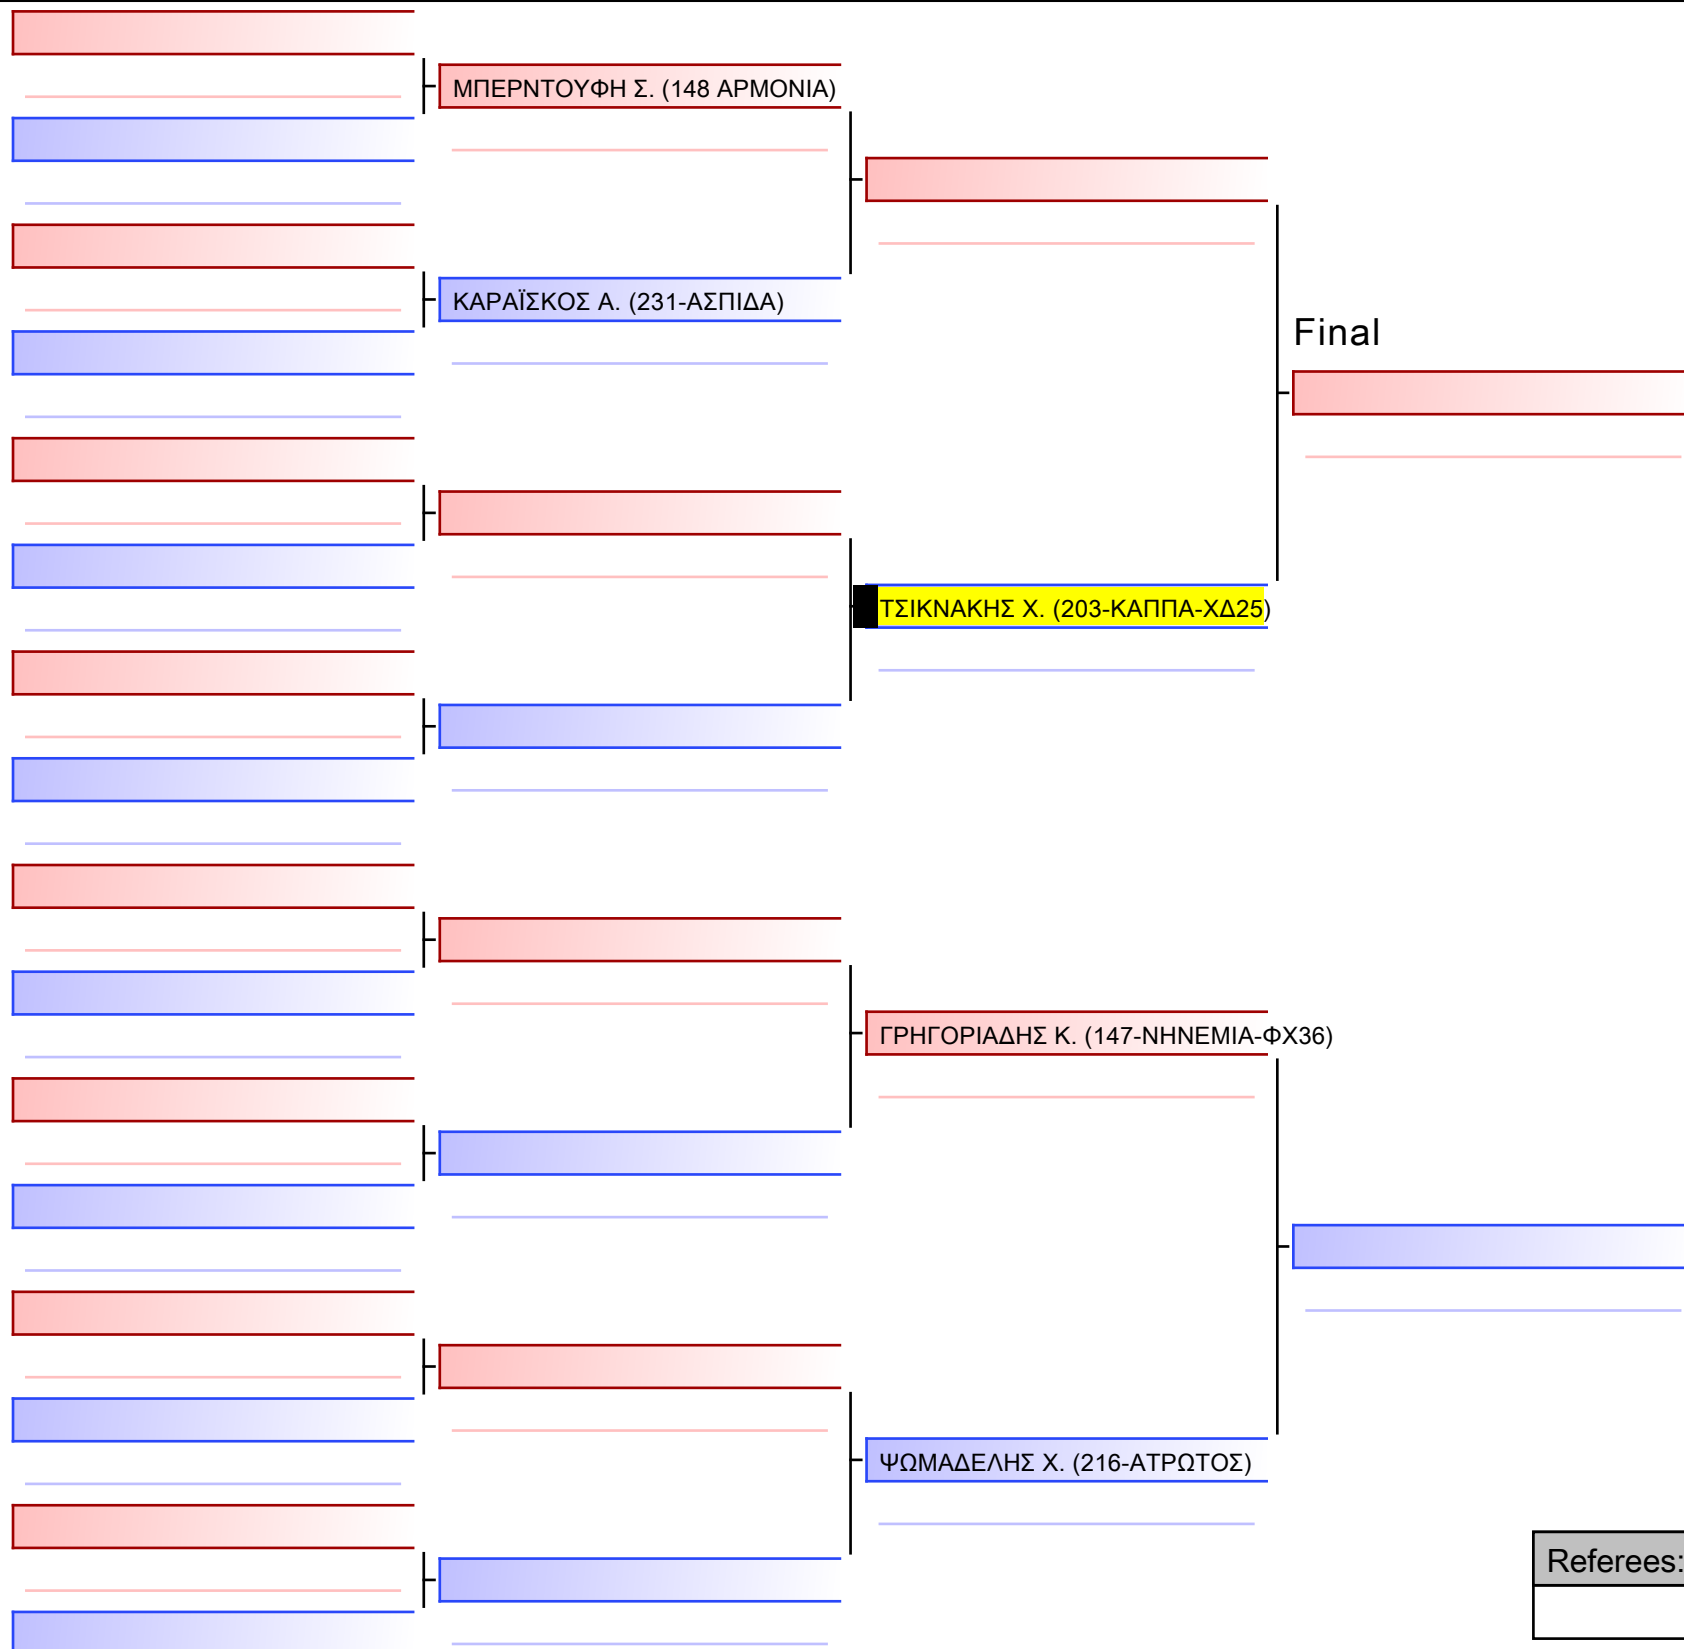 ΜΠΕΡΝΤΟΥΦΗ Σ. (148 ΑΡΜΟΝΙΑ)
ΚΑΡΑΪΣΚΟΣ Α. (231-ΑΣΠΙΔΑ)
Final
ΤΣΙΚΝΑΚΗΣ Χ. (203-ΚΑΠΠΑ-ΧΔ25)
ΓΡΗΓΟΡΙΑΔΗΣ Κ. (147-ΝΗΝΕΜΙΑ-ΦΧ36)
ΨΩΜΑΔΕΛΗΣ Χ. (216-ΑΤΡΩΤΟΣ)
Referees: